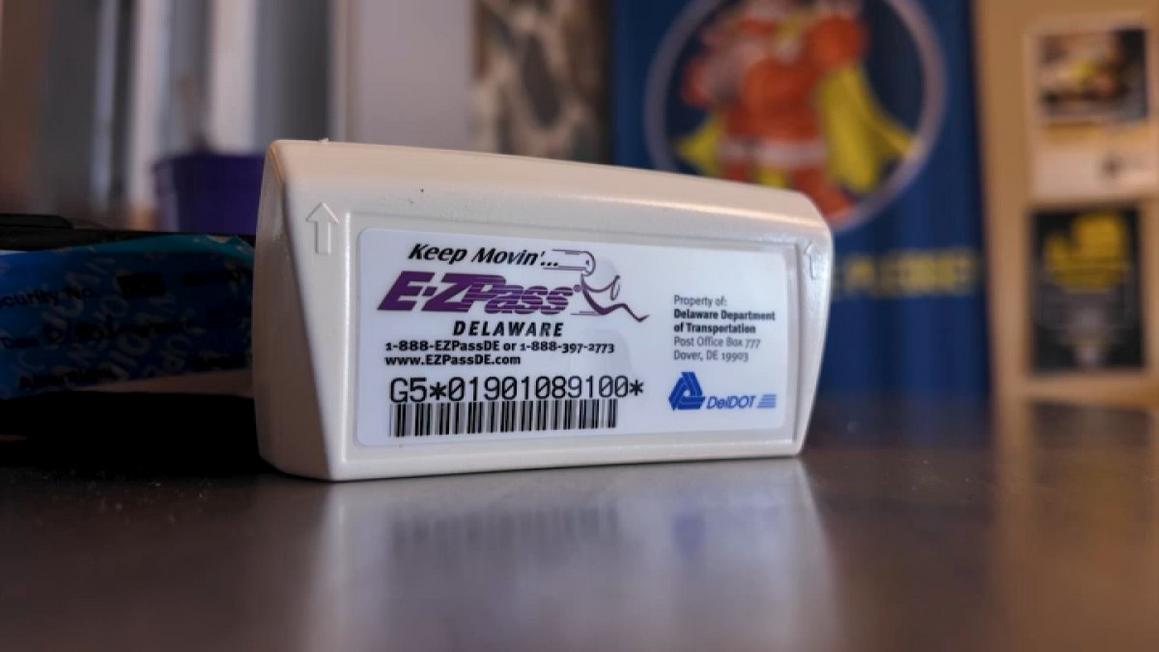 Keep Movin'...
E-ZPass®
DELAWARE
1-888-EZPassDE or 1-888-397-2773
www.EZPassDE.com
G5*01901089100*
Property of:
Delaware Department
of Transportation
Post Office Box 777
Dover, DE 19903
DelDOT